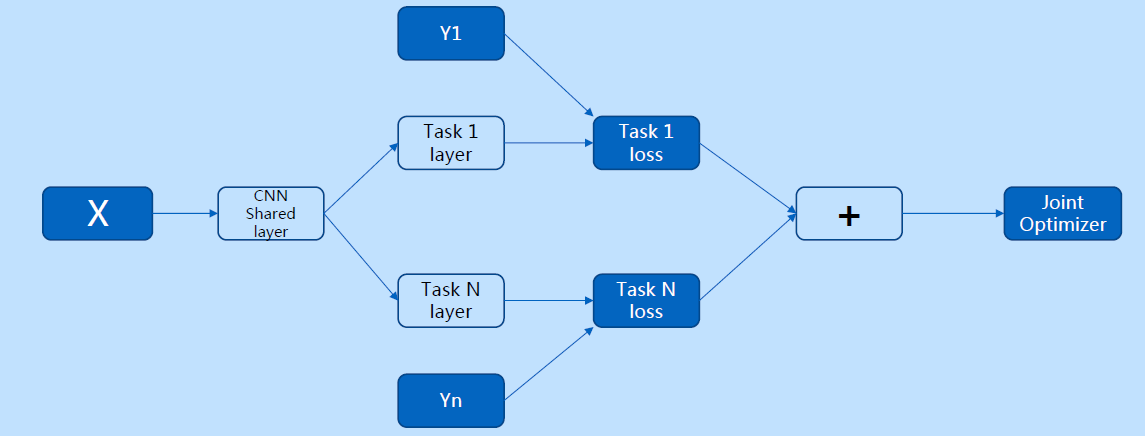 Y1
Task 1
layer
Task 1
loss
X
CNN
Shared
layer
+
Joint
Optimizer
Task N
layer
Task N
loss
Yn